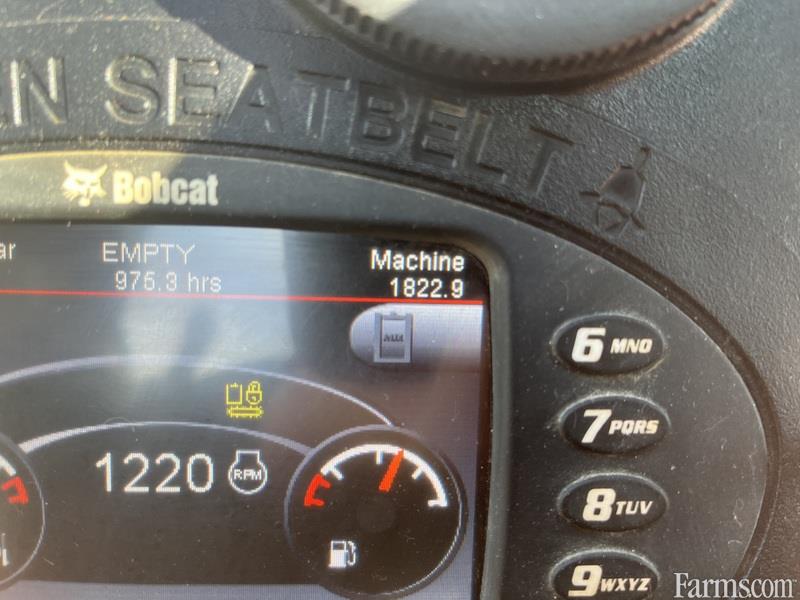 SEATBELT
Bobcat
EMPTY
975.3 hrs
Machine
1822.9
1220 RPM
6 MNO
7 PQRS
8 TUV
9 WXYZ
Farms.com